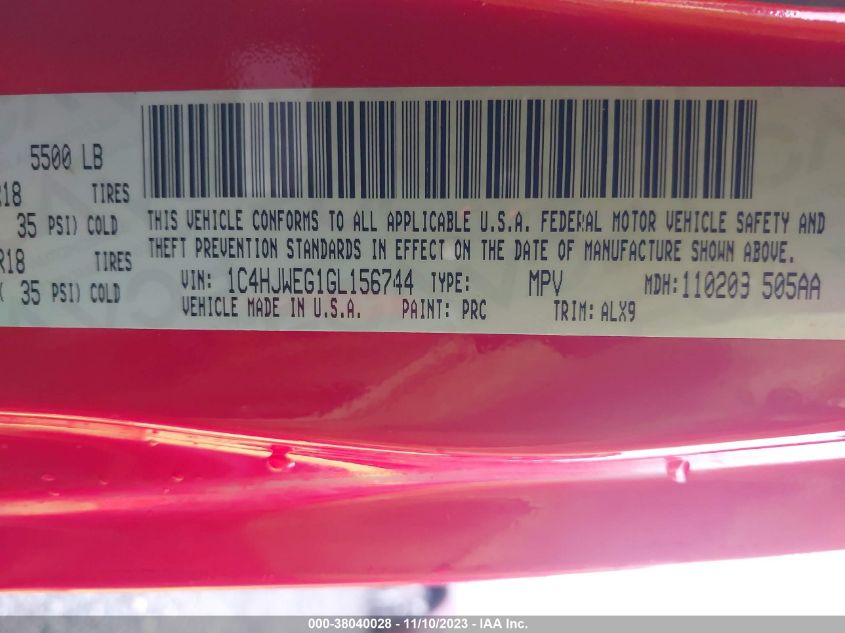 5500 LB
R18 TIRES
35 PSI) COLD
R18 TIRES
( 35 PSI) COLD
THIS VEHICLE CONFORMS TO ALL APPLICABLE U.S.A. FEDERAL MOTOR VEHICLE SAFETY AND
THEFT PREVENTION STANDARDS IN EFFECT ON THE DATE OF MANUFACTURE SHOWN ABOVE.
VIN: 1C4HJWEG1GL156744 TYPE: MPV MDH: 110203 505AA
VEHICLE MADE IN U.S.A. PAINT: PRC TRIM: ALX9
000-38040028 - 11/10/2023 - IAA Inc.